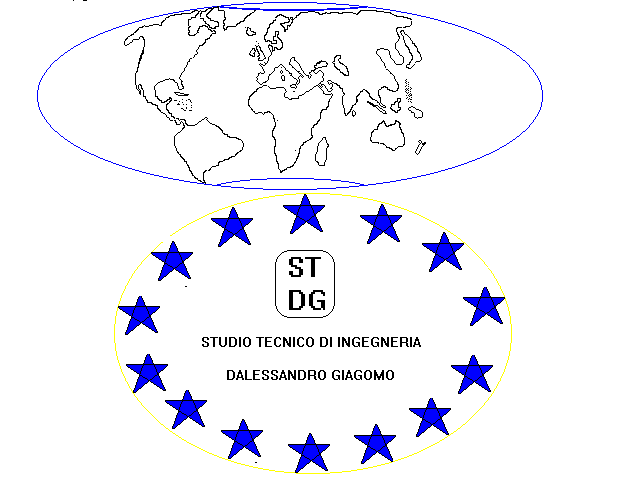 ST
DG
STUDIO TECNICO DI INGEGNERIA
DALESSANDRO GIAGOMO